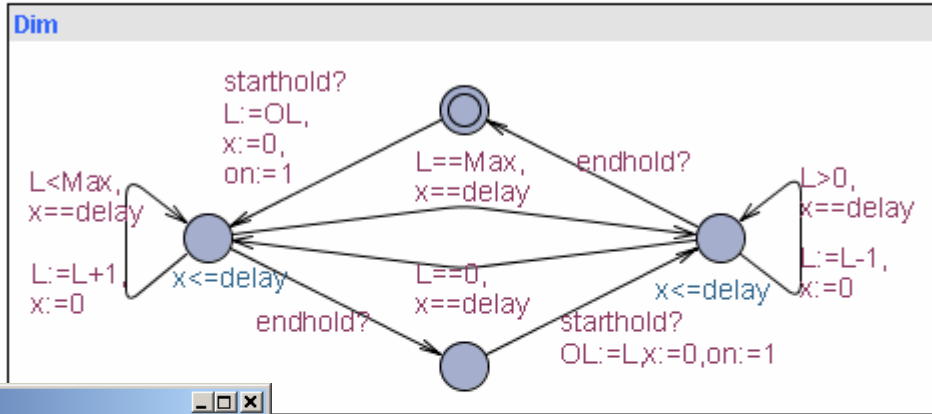 Dim
starthold?
L:=OL,
x:=0,
on:=1
L==Max,
x==delay
endhold?
L<Max,
x==delay
L>0,
x==delay
L:=L+1,
x:=0
x<=delay
L==0,
x==delay
x<=delay
L:=L-1,
x:=0
endhold?
starthold?
OL:=L,x:=0,on:=1